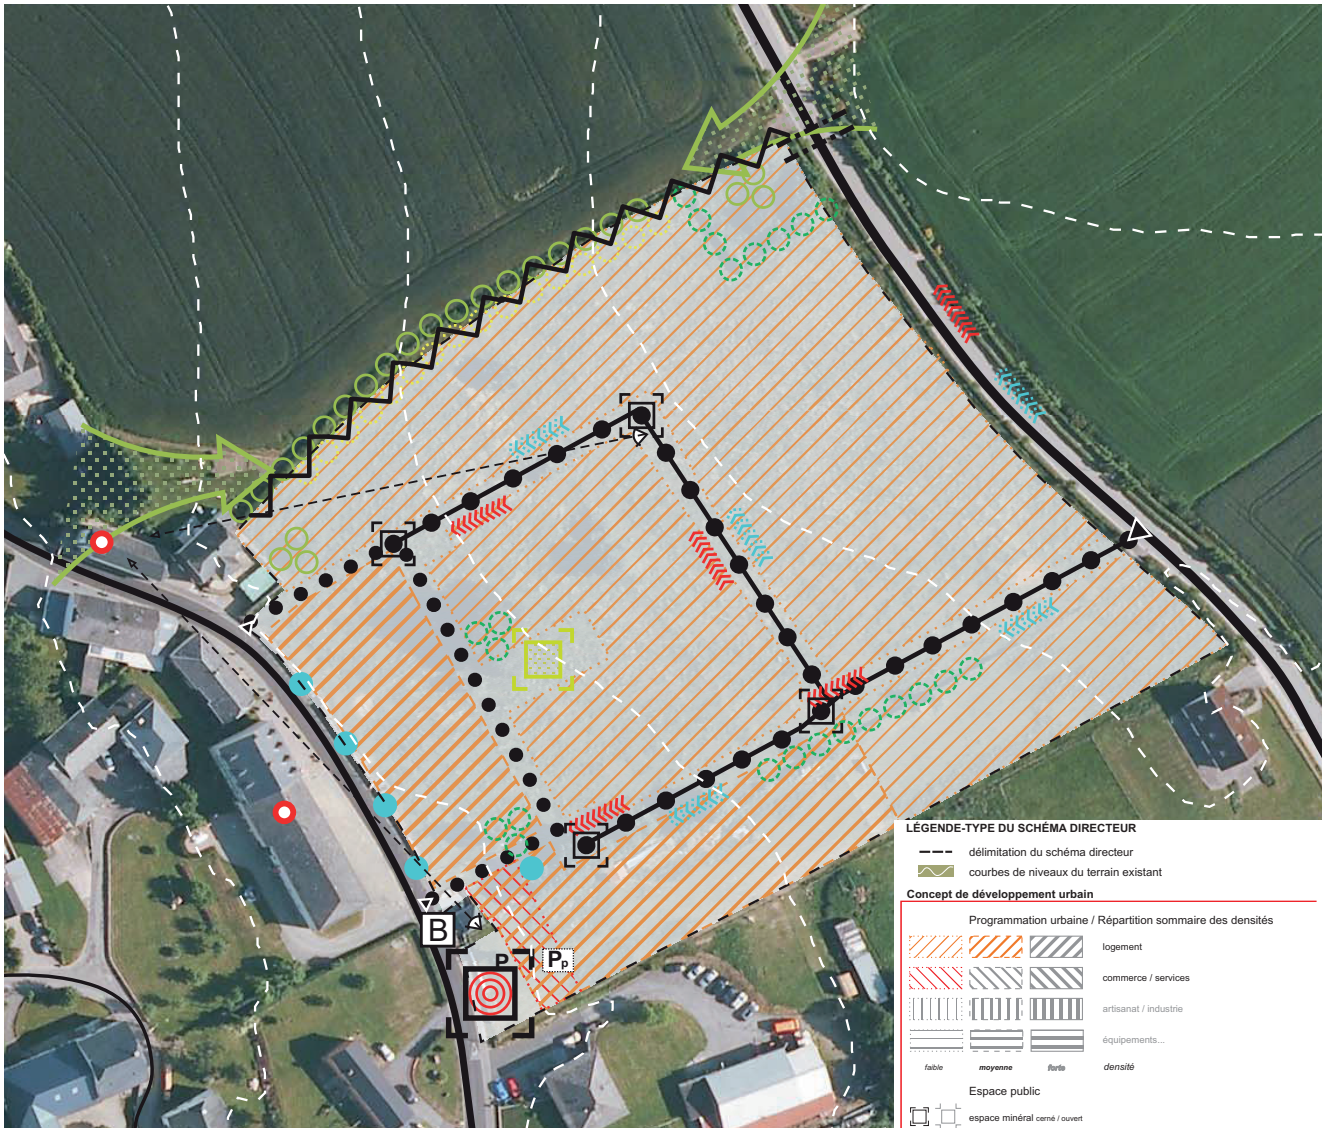 B
P
Pp
LÉGENDE-TYPE DU SCHÉMA DIRECTEUR
délimitation du schéma directeur
courbes de niveaux du terrain existant
Concept de développement urbain
Programmation urbaine / Répartition sommaire des densités
logement
commerce / services
artisanat / industrie
équipements...
faible moyenne forte densité
Espace public
espace minéral cerné / ouvert